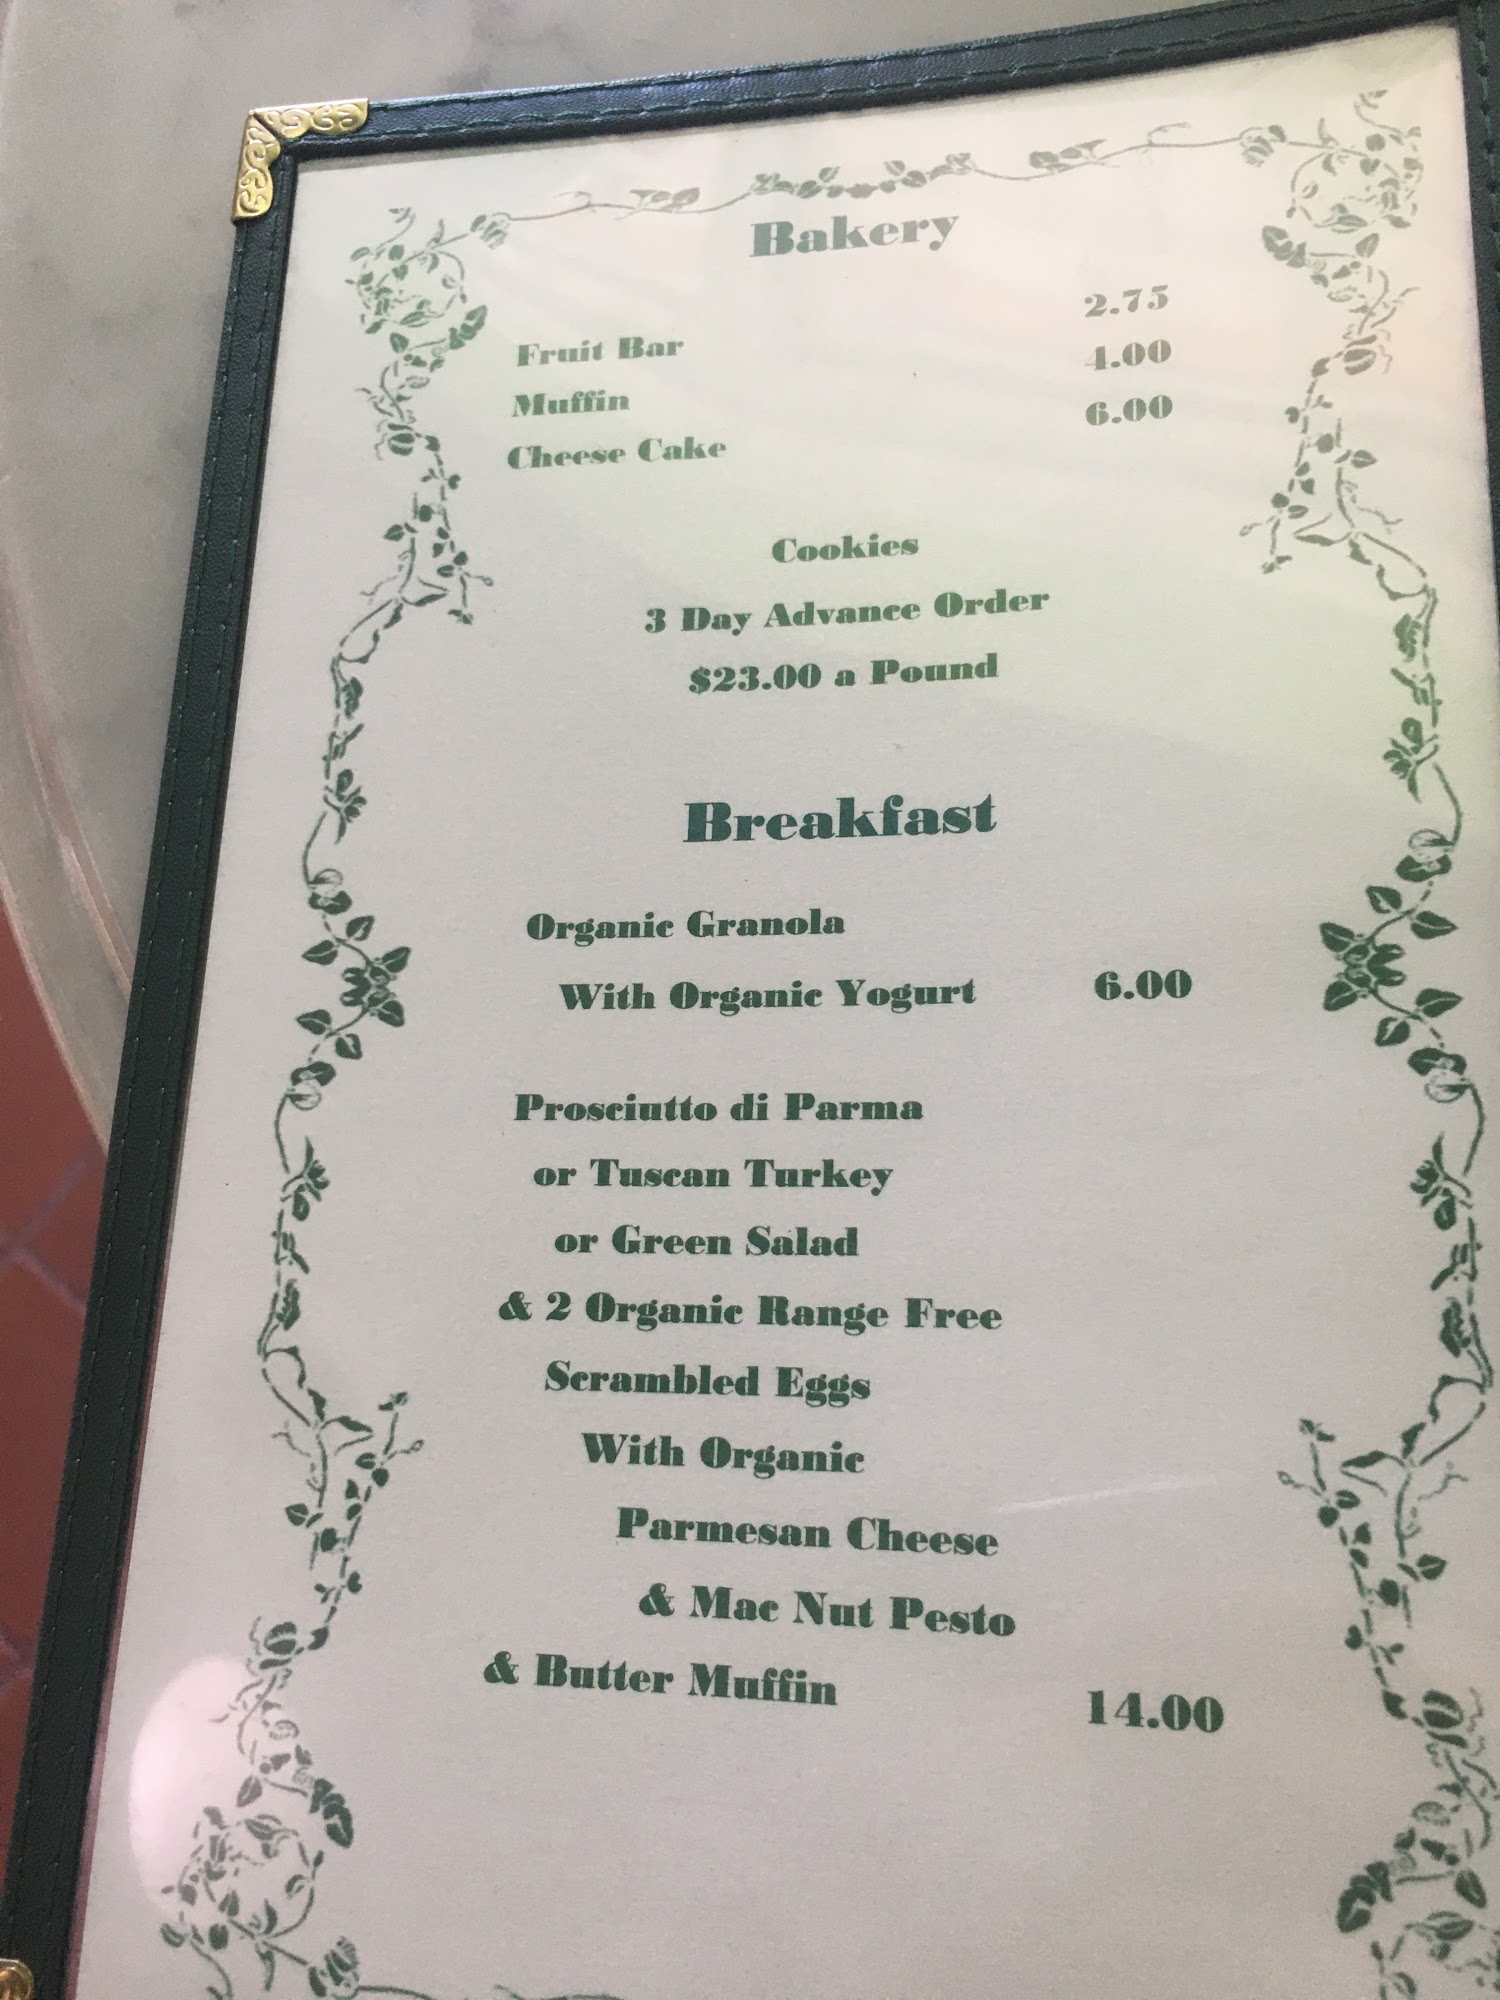 Bakery
Fruit Bar 2.75
Muffin 4.00
Cheese Cake 6.00
Cookies
3 Day Advance Order
$23.00 a Pound
Breakfast
Organic Granola
With Organic Yogurt 6.00
Prosciutto di Parma
or Tuscan Turkey
or Green Salad
& 2 Organic Range Free
Scrambled Eggs
With Organic
Parmesan Cheese
& Mac Nut Pesto
& Butter Muffin 14.00